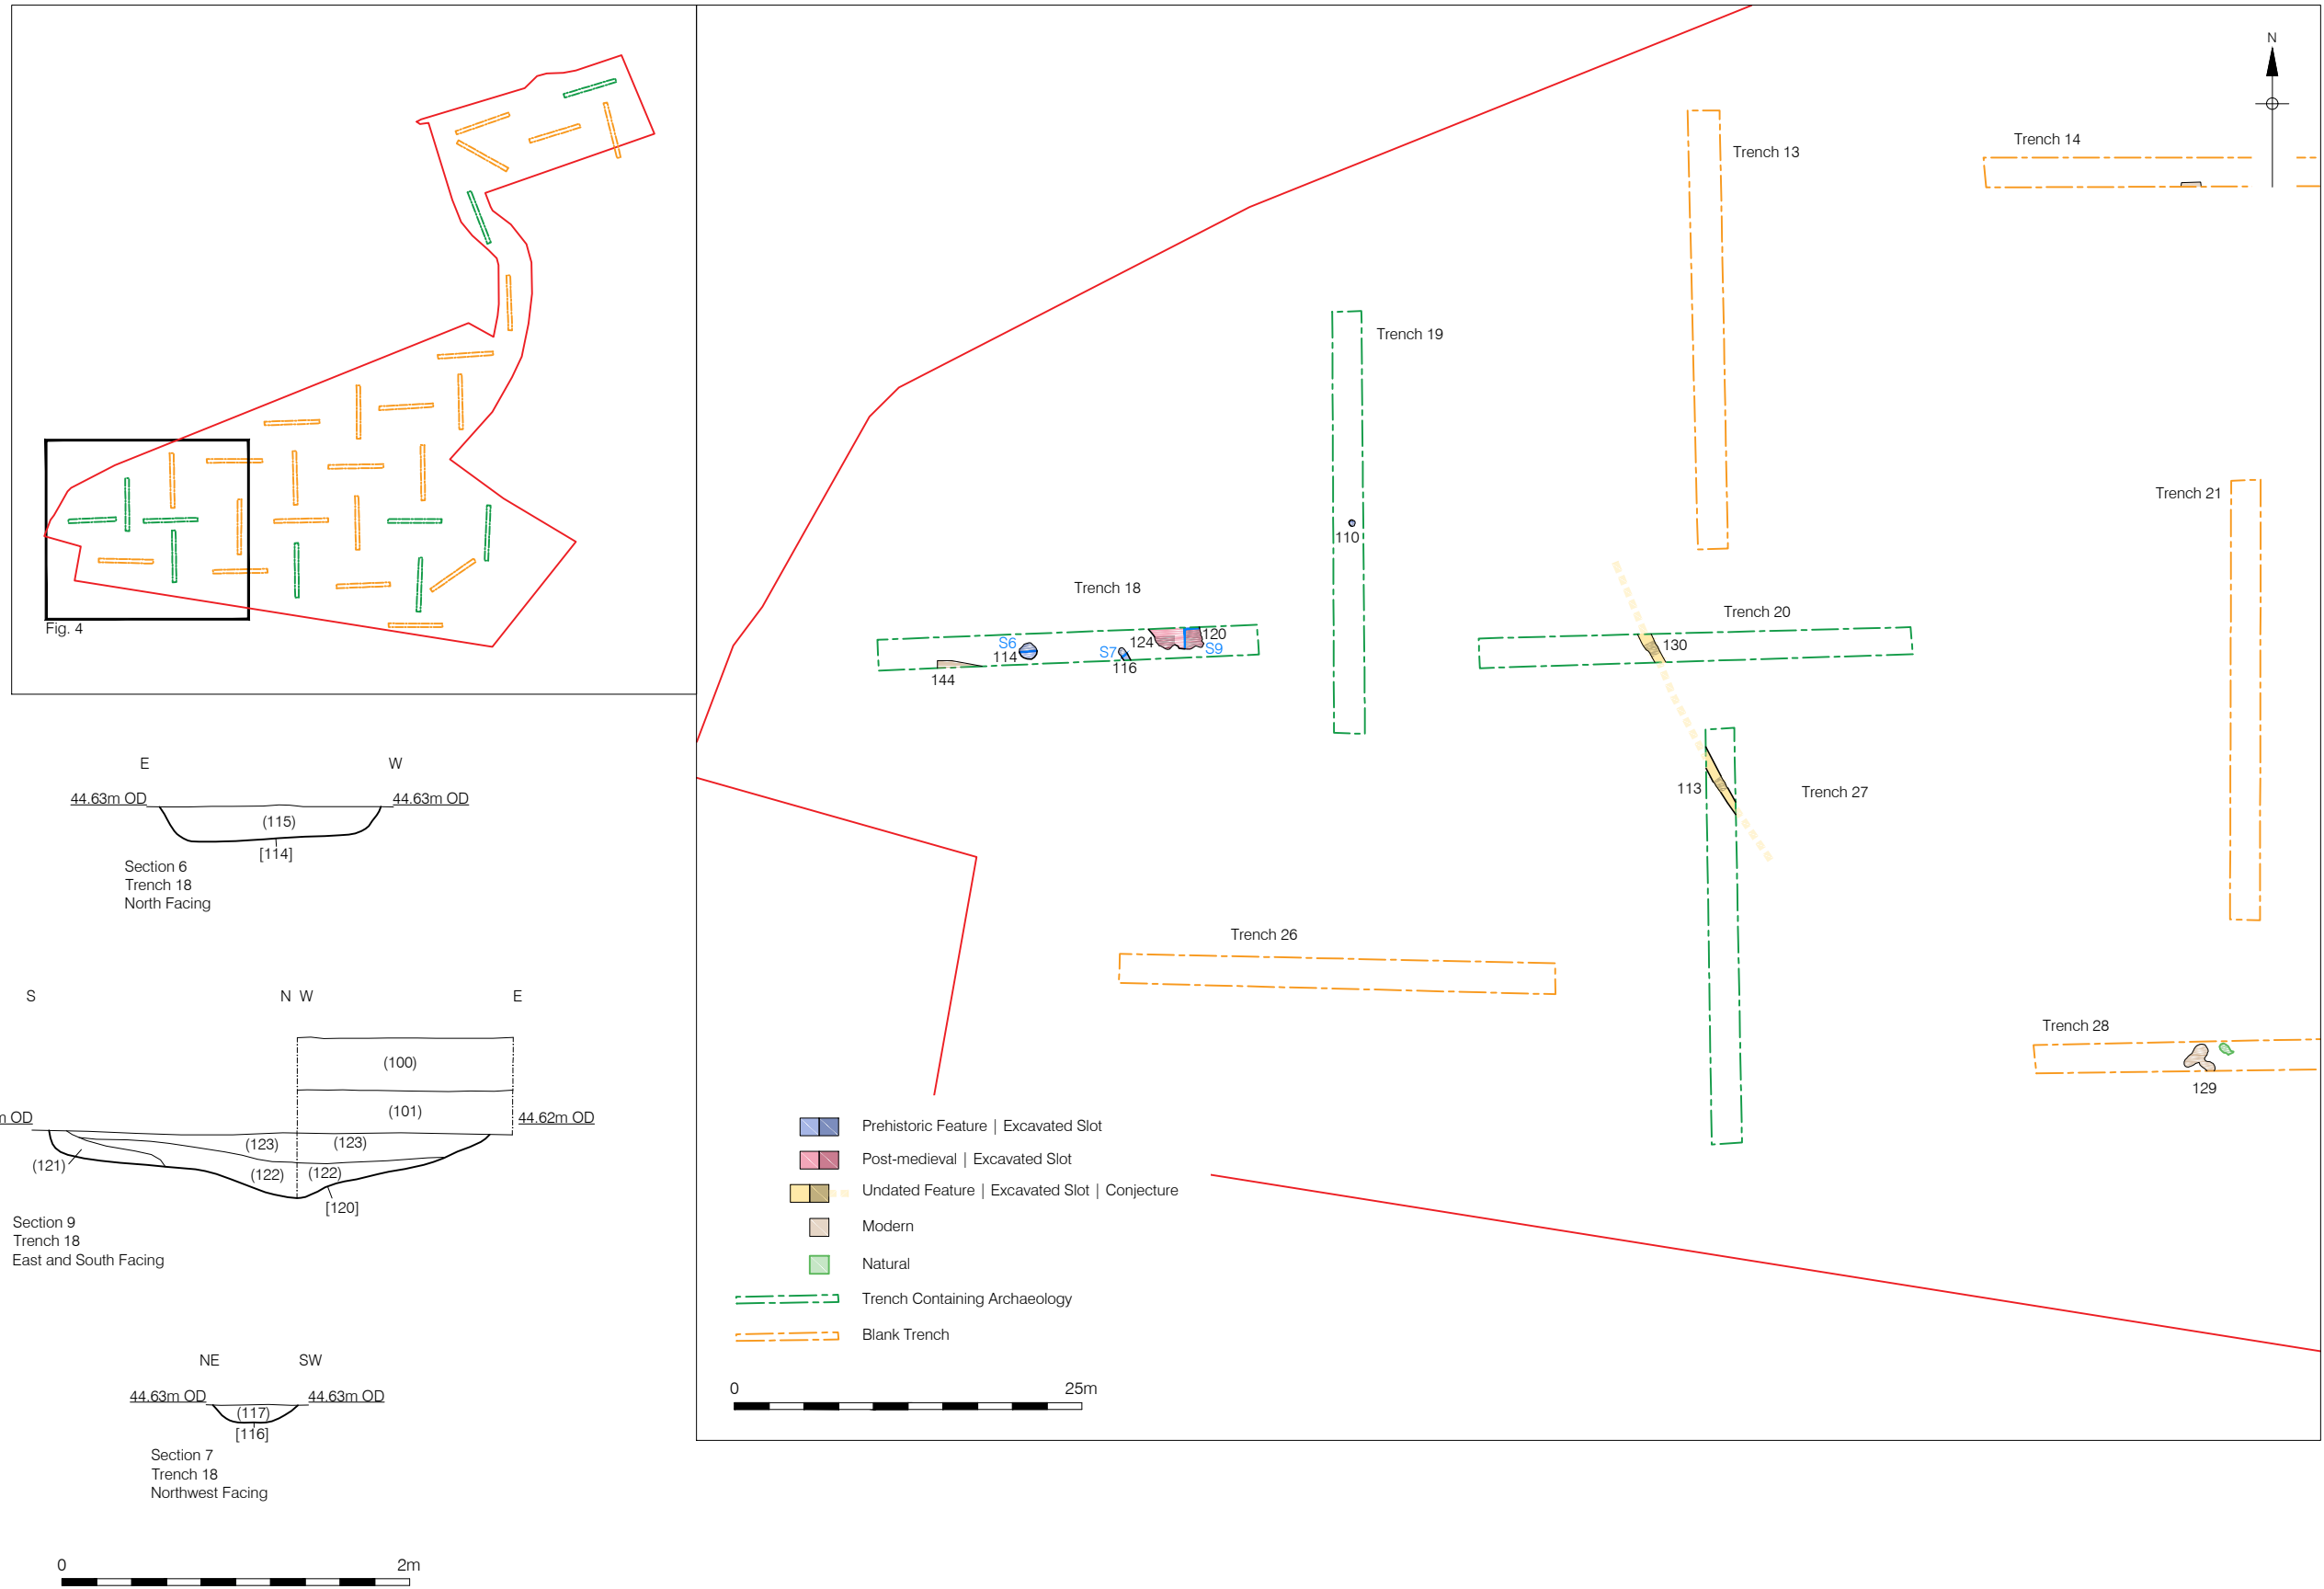 Fig. 4
E W
44.63m OD 44.63m OD
(115)
[114]
Section 6
Trench 18
North Facing
S N W E
(100)
(101)
m OD 44.62m OD
(123) (123)
(121) (122) (122)
[120]
Section 9
Trench 18
East and South Facing
NE SW
44.63m OD 44.63m OD
(117)
[116]
Section 7
Trench 18
Northwest Facing
0 2m
N
Trench 13
Trench 14
Trench 19
Trench 21
110
Trench 18
Trench 20
S6
114
S7
116
124
120
S9
144
130
113
Trench 27
Trench 26
Trench 28
129
Prehistoric Feature | Excavated Slot
Post-medieval | Excavated Slot
Undated Feature | Excavated Slot | Conjecture
Modern
Natural
Trench Containing Archaeology
Blank Trench
0 25m